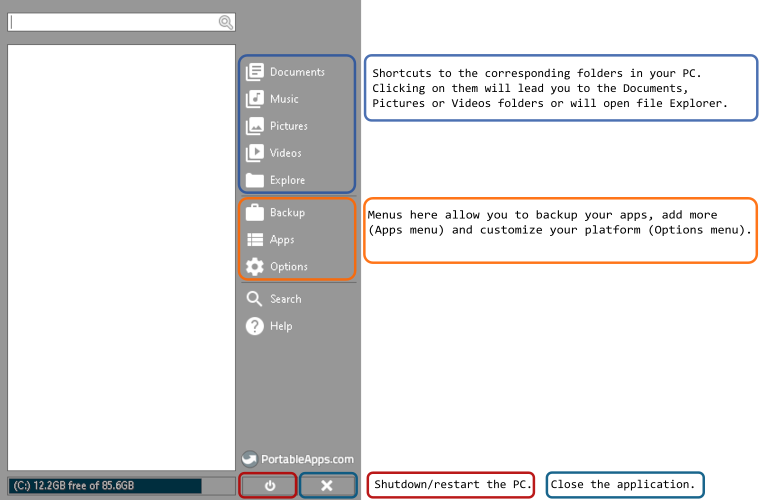 Documents
Music
Pictures
Videos
Explore
Backup
Apps
Options
Search
Help
PortableApps.com
(C:) 12.2GB free of 85.6GB
Shortcuts to the corresponding folders in your PC.
Clicking on them will lead you to the Documents,
Pictures or Videos folders or will open file Explorer.
Menus here allow you to backup your apps, add more
(Apps menu) and customize your platform (Options menu).
Shutdown/restart the PC.
Close the application.